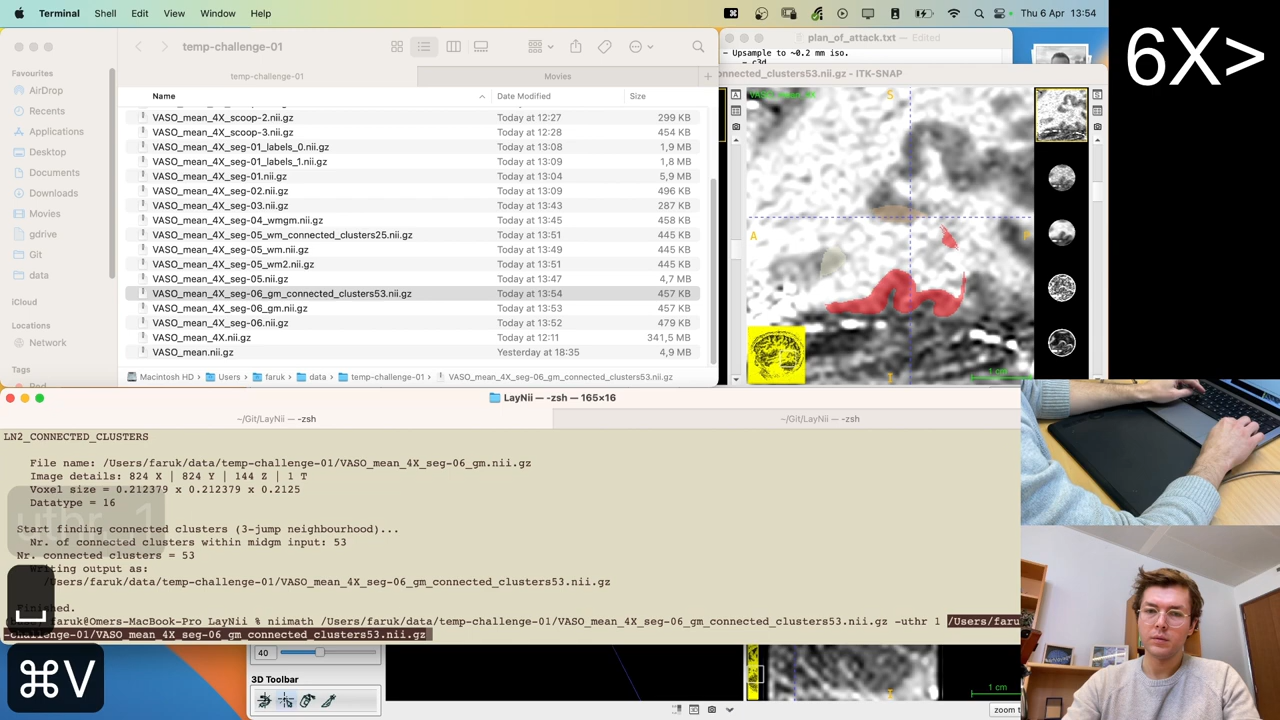 Terminal Shell Edit View Window Help Thu 6 Apr 13:54
6X>
temp-challenge-01
plan_of_attack.txt — Edited
- Upsample to ~0.2 mm iso.
- c3d
temp-challenge-01 Movies +
onnected_clusters53.nii.gz - ITK-SNAP
Favourites
AirDrop
Recents
Applications
Desktop
Documents
Downloads
Movies
gdrive
Git
data
iCloud
Locations
Network
Tags
Name Date Modified Size
VASO_mean_4X_scoop-2.nii.gz Today at 12:27 299 KB
VASO_mean_4X_scoop-3.nii.gz Today at 12:28 454 KB
VASO_mean_4X_seg-01_labels_0.nii.gz Today at 13:08 1,9 MB
VASO_mean_4X_seg-01_labels_1.nii.gz Today at 13:09 1,8 MB
VASO_mean_4X_seg-01.nii.gz Today at 13:04 5,9 MB
VASO_mean_4X_seg-02.nii.gz Today at 13:09 496 KB
VASO_mean_4X_seg-03.nii.gz Today at 13:43 287 KB
VASO_mean_4X_seg-04_wmgm.nii.gz Today at 13:45 458 KB
VASO_mean_4X_seg-05_wm_connected_clusters25.nii.gz Today at 13:51 445 KB
VASO_mean_4X_seg-05_wm.nii.gz Today at 13:49 445 KB
VASO_mean_4X_seg-05_wm2.nii.gz Today at 13:51 445 KB
VASO_mean_4X_seg-05.nii.gz Today at 13:47 4,7 MB
VASO_mean_4X_seg-06_gm_connected_clusters53.nii.gz Today at 13:54 457 KB
VASO_mean_4X_seg-06_gm.nii.gz Today at 13:53 457 KB
VASO_mean_4X_seg-06.nii.gz Today at 13:52 479 KB
VASO_mean_4X.nii.gz Today at 12:11 341,5 MB
VASO_mean.nii.gz Yesterday at 18:35 4,9 MB
Macintosh HD › Users › faruk › data › temp-challenge-01 › VASO_mean_4X_seg-06_gm_connected_clusters53.nii.gz
S
A
I
1 cm
LayNii — -zsh — 165×16
~/Git/LayNii — -zsh ~/Git/LayNii — -zsh
LN2_CONNECTED_CLUSTERS
File name: /Users/faruk/data/temp-challenge-01/VASO_mean_4X_seg-06_gm.nii.gz
Image details: 824 X | 824 Y | 144 Z | 1 T
Voxel size = 0.212379 x 0.212379 x 0.2125
Datatype = 16
uthr 1
Start finding connected clusters (3-jump neighbourhood)...
Nr. of clusters within midgm input: 53
Nr. connected clusters = 53
Writing output as:
/Users/faruk/data/temp-challenge-01/VASO_mean_4X_seg-06_gm_connected_clusters53.nii.gz
Finished.
faruk@Omers-MacBook-Pro LayNii % niimath /Users/faruk/data/temp-challenge-01/VASO_mean_4X_seg-06_gm_connected_clusters53.nii.gz -uthr 1 /Users/faru
-challenge-01/VASO_mean_4X_seg-06_gm_connected_clusters53.nii.gz
⌘V
40
3D Toolbar
I
1 cm
zoom t